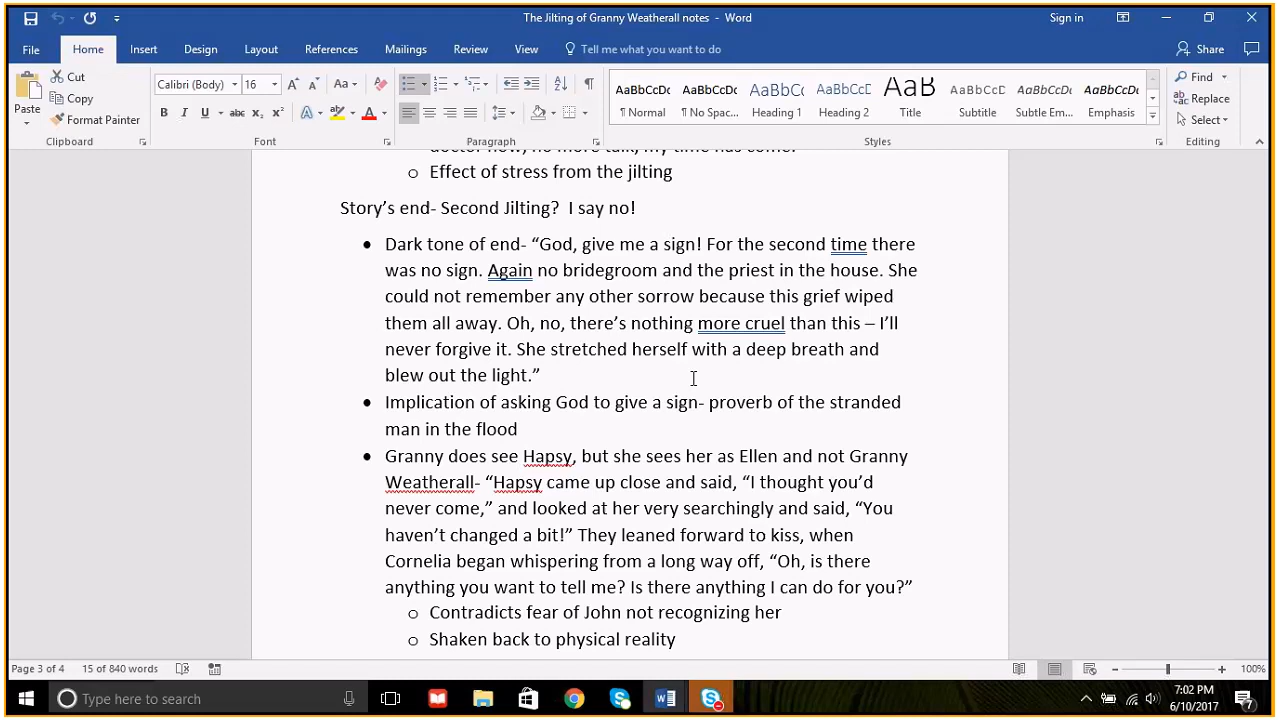 The Jilting of Granny Weatherall notes - Word
Sign in
File Home Insert Design Layout References Mailings Review View Tell me what you want to do Share
Paste
Cut
Copy
Format Painter
Clipboard
Calibri (Body) 16
Font
Paragraph
AaBbCcDc AaBbCcDc AaBbCc AaBbCcC AaB AaBbCcC AaBbCcDc AaBbCcDc
¶ Normal ¶ No Spac... Heading 1 Heading 2 Title Subtitle Subtle Em... Emphasis
Styles
Find
Replace
Select
Editing
doctor now, no more talk, my time has come.
o Effect of stress from the jilting
Story’s end- Second Jilting?  I say no!
• Dark tone of end- “God, give me a sign! For the second time there
was no sign. Again no bridegroom and the priest in the house. She
could not remember any other sorrow because this grief wiped
them all away. Oh, no, there’s nothing more cruel than this – I’ll
never forgive it. She stretched herself with a deep breath and
blew out the light.”
• Implication of asking God to give a sign- proverb of the stranded
man in the flood
• Granny does see Hapsy, but she sees her as Ellen and not Granny
Weatherall- “Hapsy came up close and said, “I thought you’d
never come,” and looked at her very searchingly and said, “You
haven’t changed a bit!” They leaned forward to kiss, when
Cornelia began whispering from a long way off, “Oh, is there
anything you want to tell me? Is there anything I can do for you?”
o Contradicts fear of John not recognizing her
o Shaken back to physical reality
Page 3 of 4 15 of 840 words 100%
Type here to search
7:02 PM
6/10/2017
7